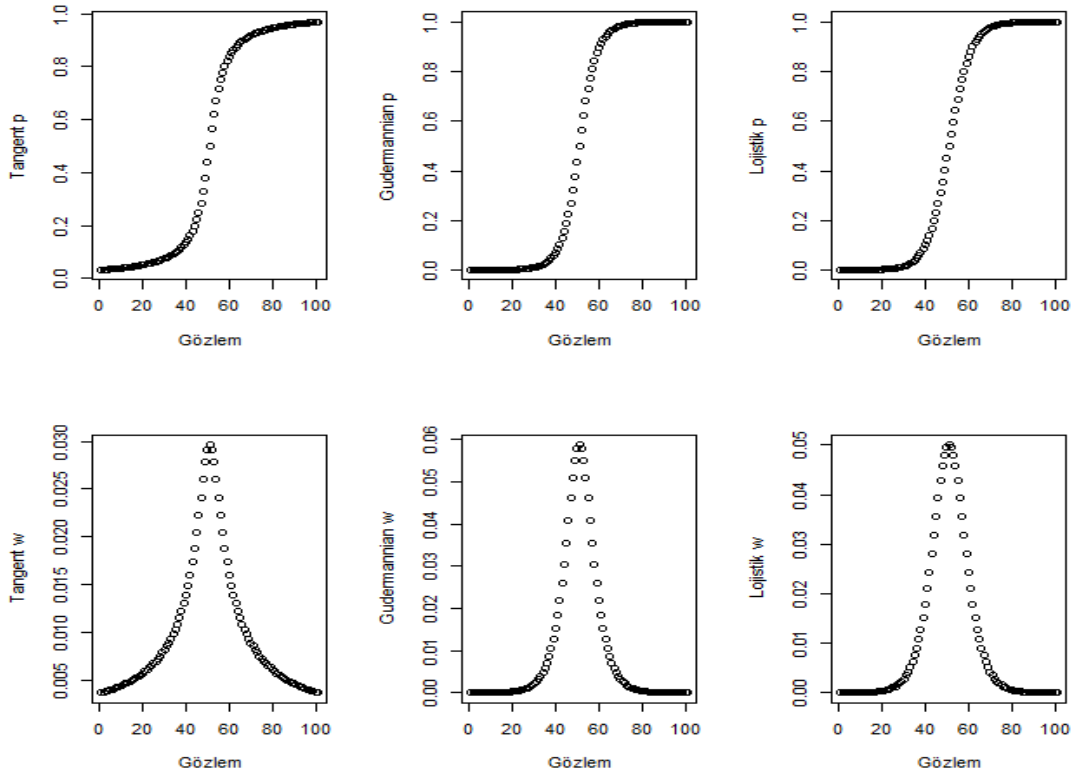 Tangent p
0.0 0.2 0.4 0.6 0.8 1.0
0 20 40 60 80 100
Gözlem
Gudermannian p
0.0 0.2 0.4 0.6 0.8 1.0
0 20 40 60 80 100
Gözlem
Lojistik p
0.0 0.2 0.4 0.6 0.8 1.0
0 20 40 60 80 100
Gözlem
Tangent w
0.005 0.010 0.015 0.020 0.025 0.030
0 20 40 60 80 100
Gözlem
Gudermannian w
0.00 0.01 0.02 0.03 0.04 0.05 0.06
0 20 40 60 80 100
Gözlem
Lojistik w
0.00 0.01 0.02 0.03 0.04 0.05
0 20 40 60 80 100
Gözlem